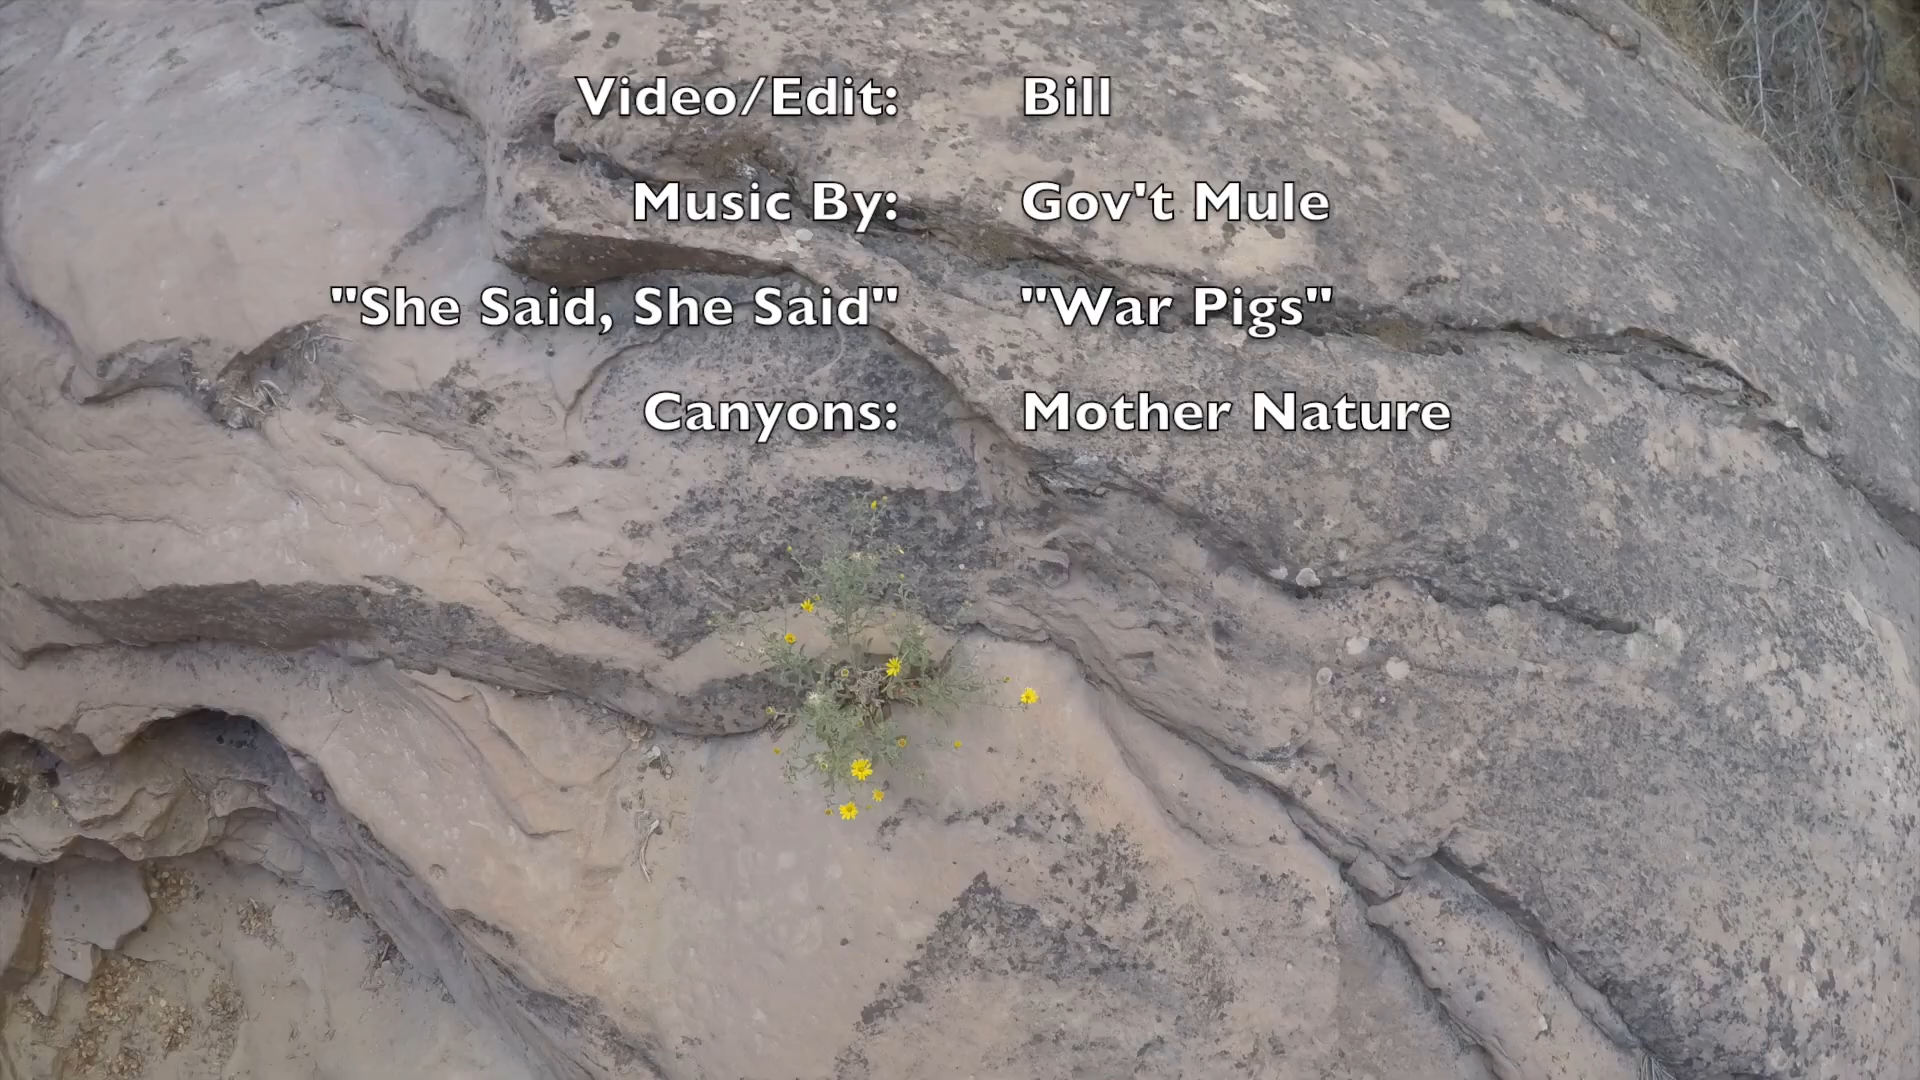 Video/Edit: Bill
Music By: Gov't Mule
"She Said, She Said" "War Pigs"
Canyons: Mother Nature